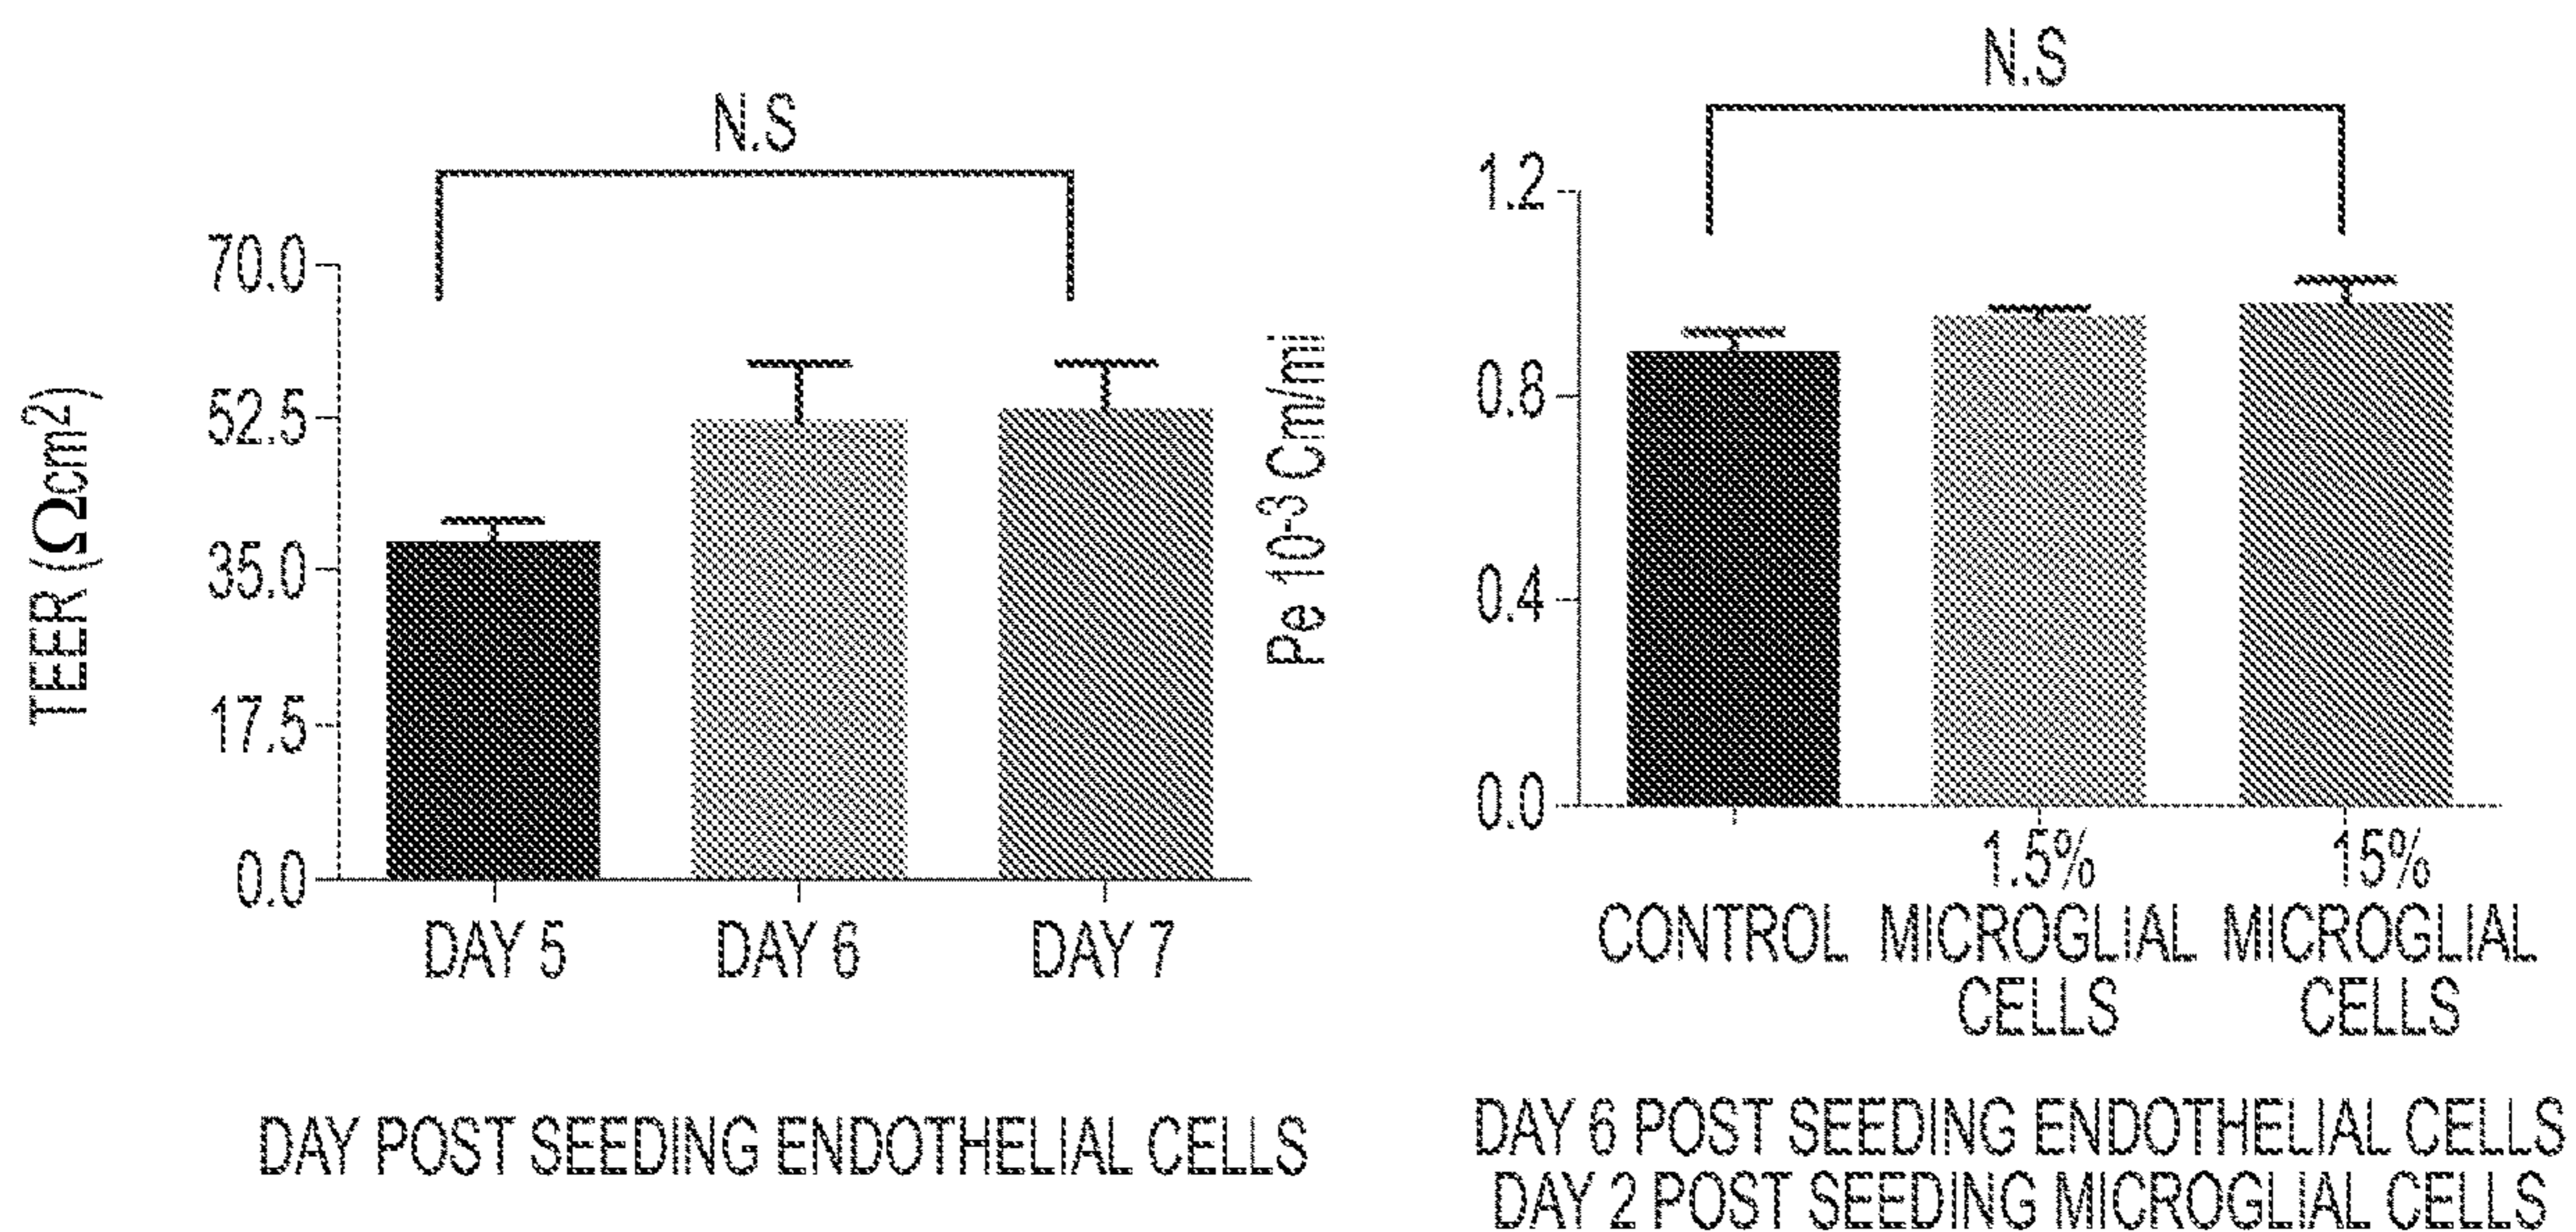 N.S
70.0
52.5
35.0
17.5
0.0
TEER (Ωcm²)
DAY 5 DAY 6 DAY 7
DAY POST SEEDING ENDOTHELIAL CELLS
N.S
1.2
0.8
0.4
0.0
Pe 10⁻³ Cm/mi
1.5% 15%
CONTROL MICROGLIAL MICROGLIAL
CELLS CELLS
DAY 6 POST SEEDING ENDOTHELIAL CELLS
DAY 2 POST SEEDING MICROGLIAL CELLS